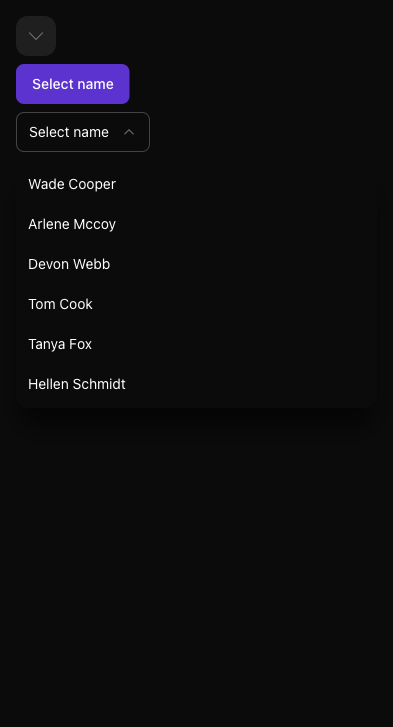 Select name
Select name
Wade Cooper
Arlene Mccoy
Devon Webb
Tom Cook
Tanya Fox
Hellen Schmidt